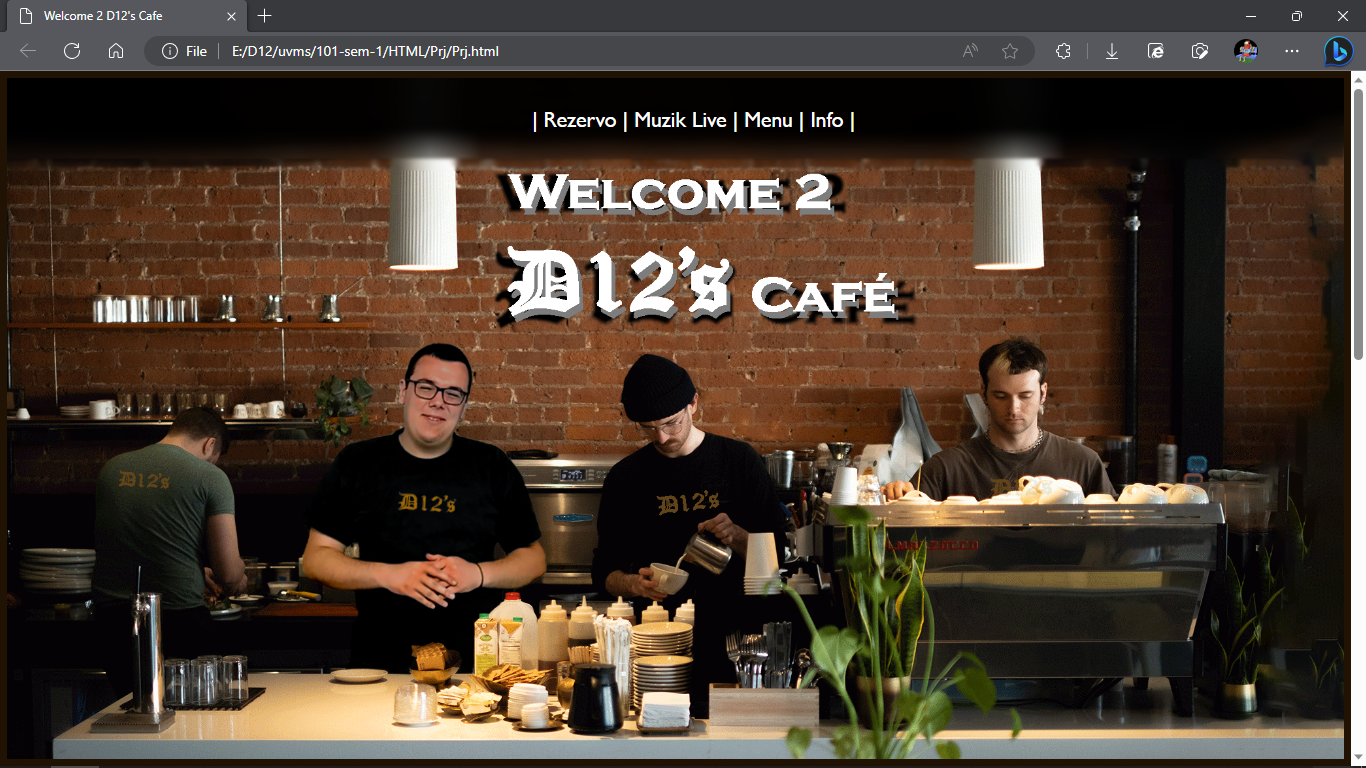 Welcome 2 D12's Cafe
File
E:/D12/uvms/101-sem-1/HTML/Prj/Prj.html
| Rezervo | Muzik Live | Menu | Info |
WELCOME 2
D12's CAFÉ
D12's
D12's
D12's